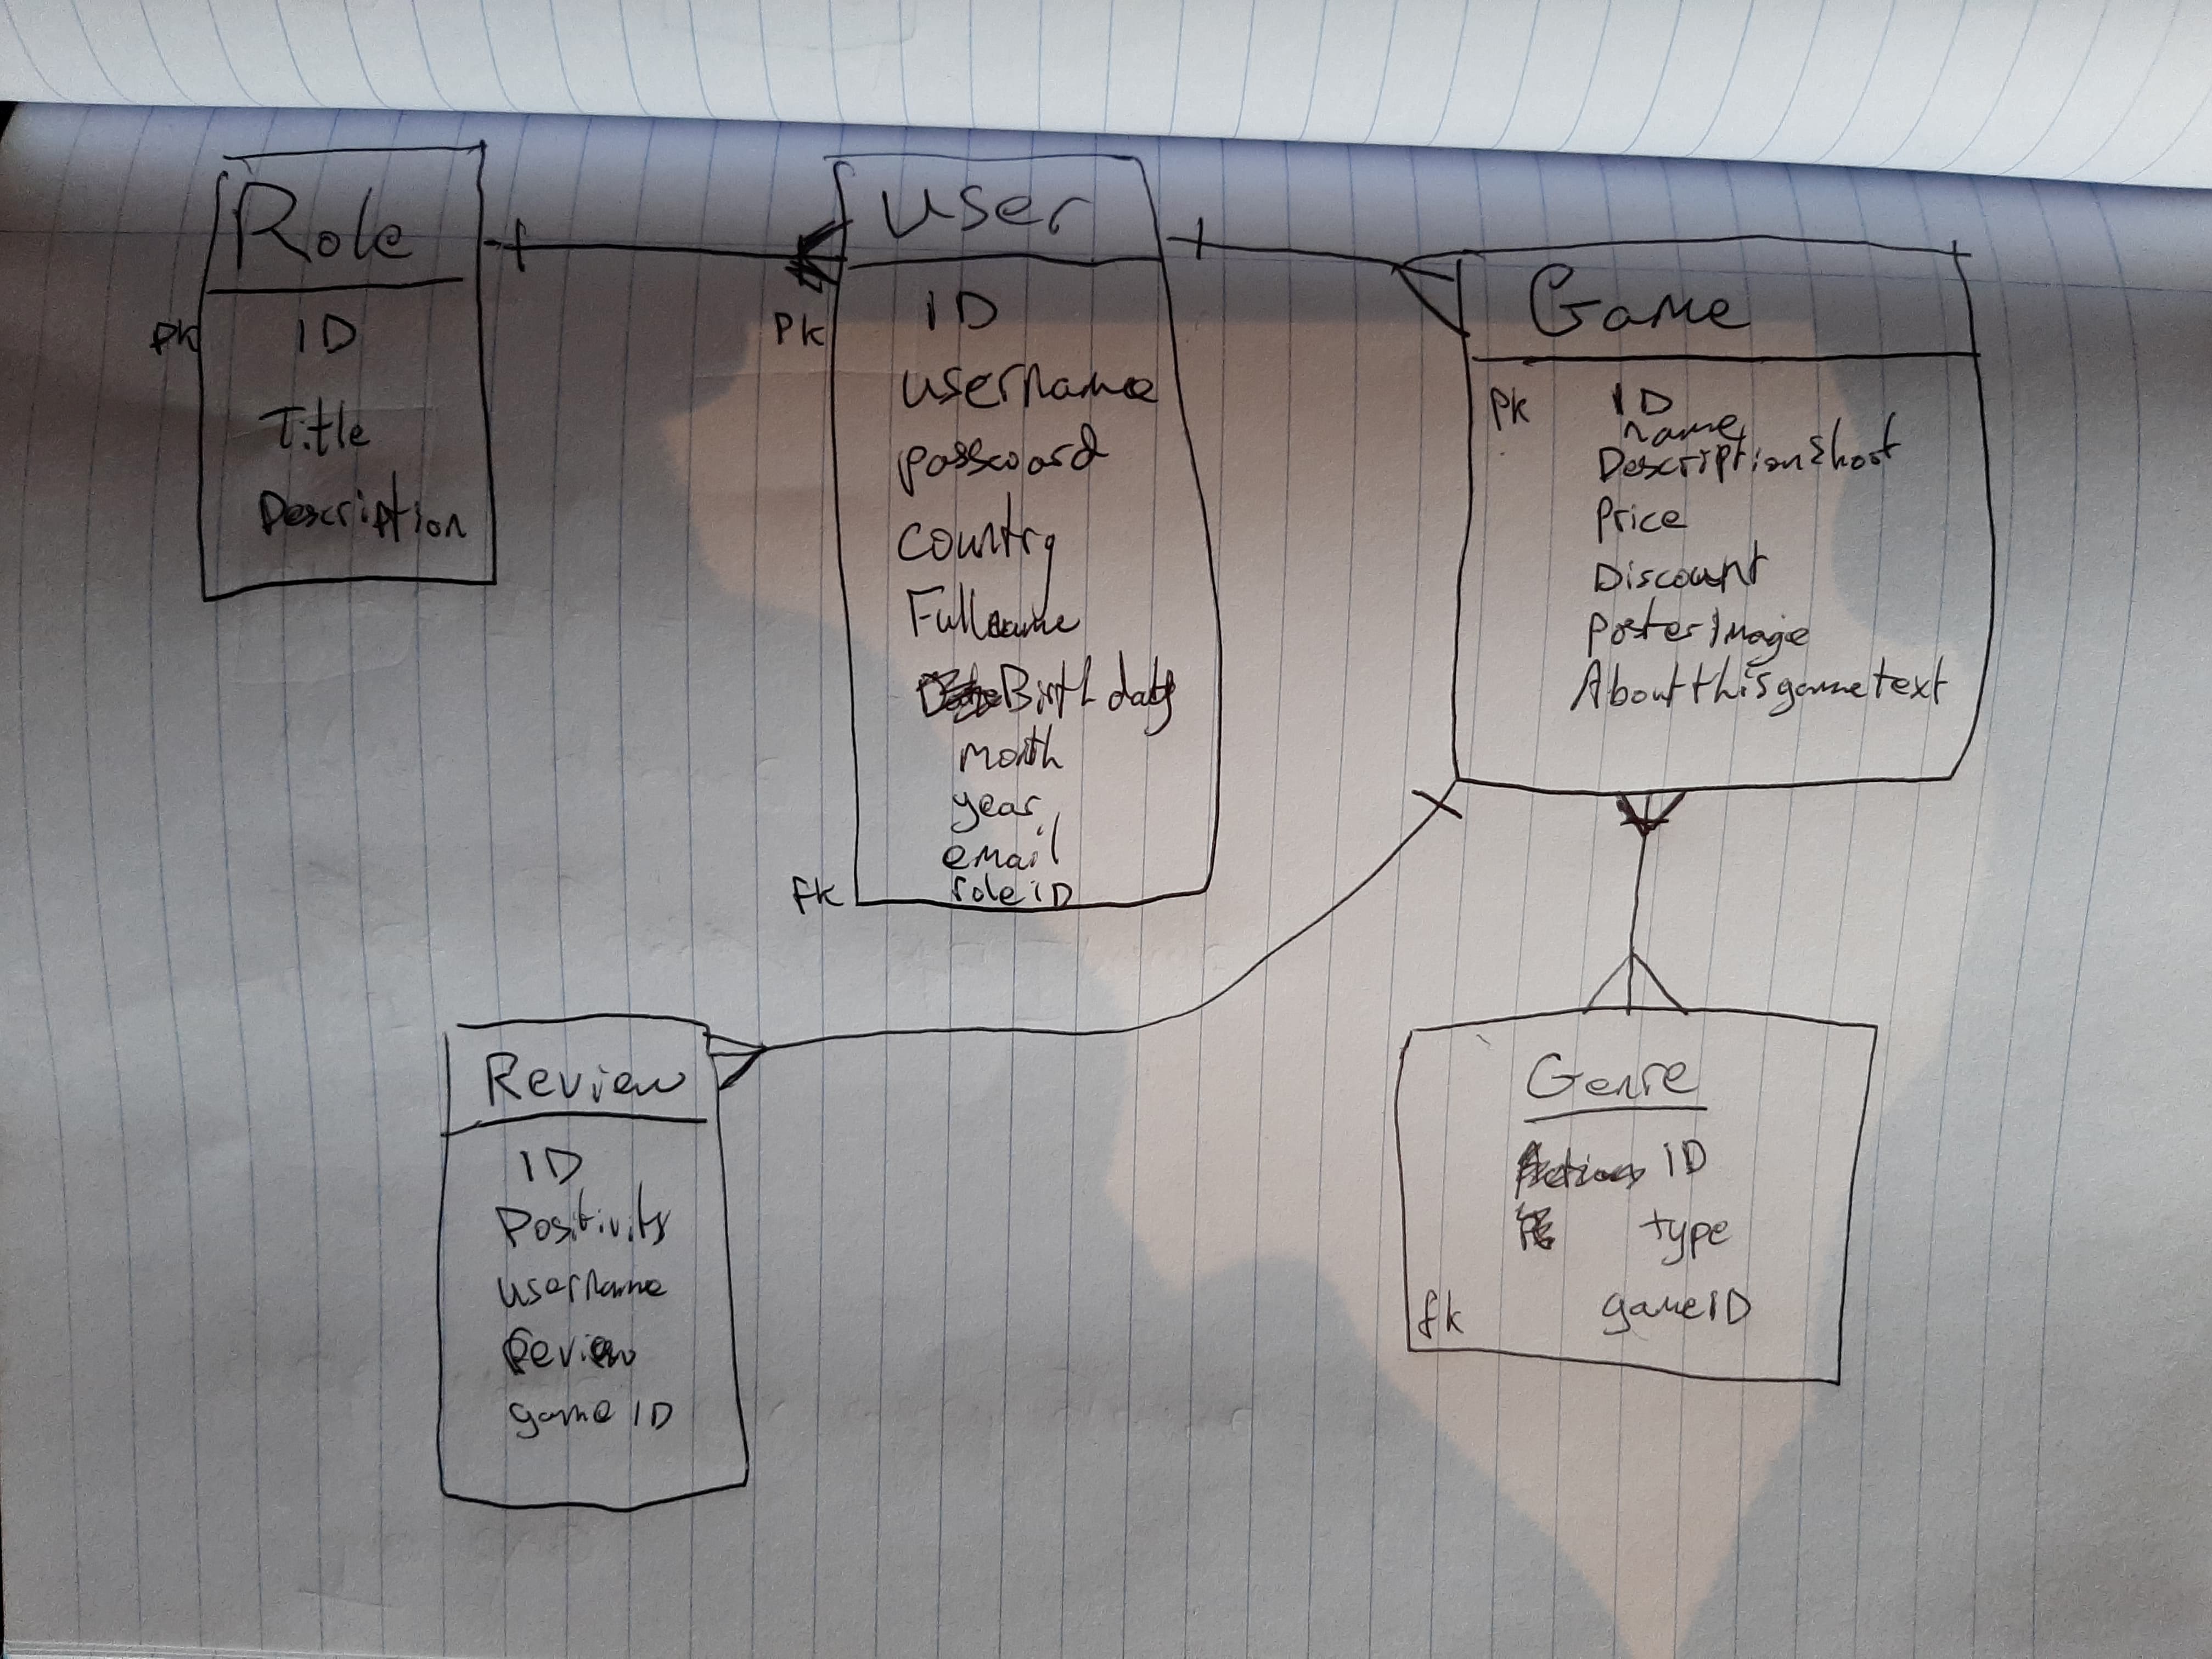 Role
Pk ID
Title
Description
User
Pk ID
username
password
country
Fullname
Birth day
month
year
email
fk roleID
Game
Pk ID
name
Descriptionshort
Price
Discount
PosterImage
Aboutthisgametext
Review
ID
Positivity
username
Review
game ID
Genre
ID
type
fk gameID